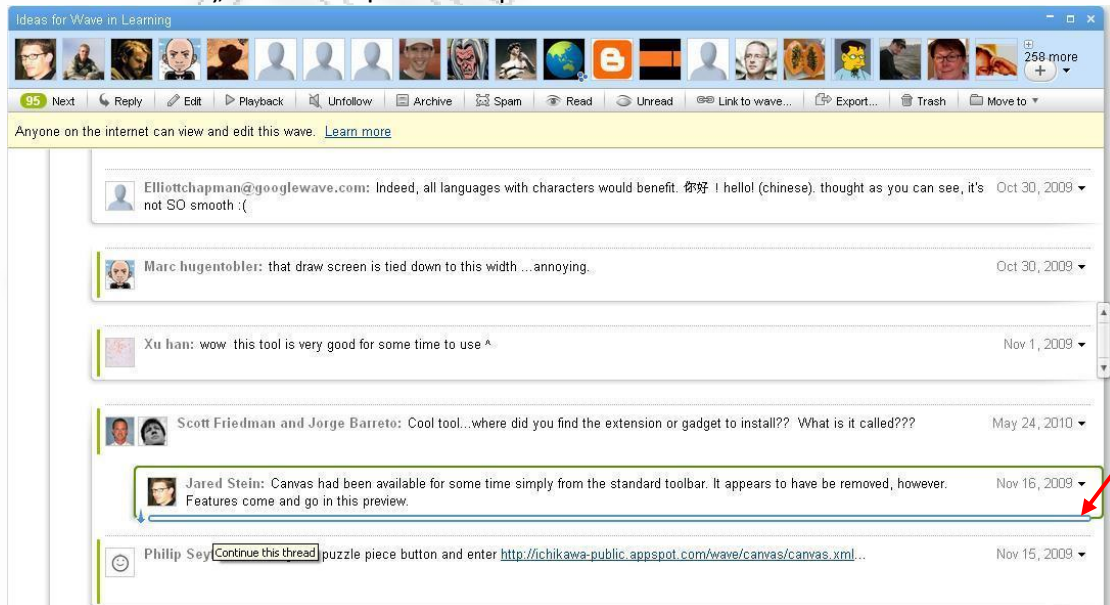 Ideas for Wave in Learning
258 more
95 Next Reply Edit Playback Unfollow Archive Spam Read Unread Link to wave... Export... Trash Move to
Anyone on the internet can view and edit this wave. Learn more
Elliottchapman@googlewave.com: Indeed, all languages with characters would benefit. 你好 ! hello! (chinese). thought as you can see, it's Oct 30, 2009
not SO smooth :(
Marc hugentobler: that draw screen is tied down to this width ...annoying. Oct 30, 2009
Xu han: wow this tool is very good for some time to use ^ Nov 1, 2009
Scott Friedman and Jorge Barreto: Cool tool...where did you find the extension or gadget to install?? What is it called??? May 24, 2010
Jared Stein: Canvas had been available for some time simply from the standard toolbar. It appears to have be removed, however. Nov 16, 2009
Features come and go in this preview.
Philip Sey Continue this thread puzzle piece button and enter http://ichikawa-public.appspot.com/wave/canvas/canvas.xml... Nov 15, 2009